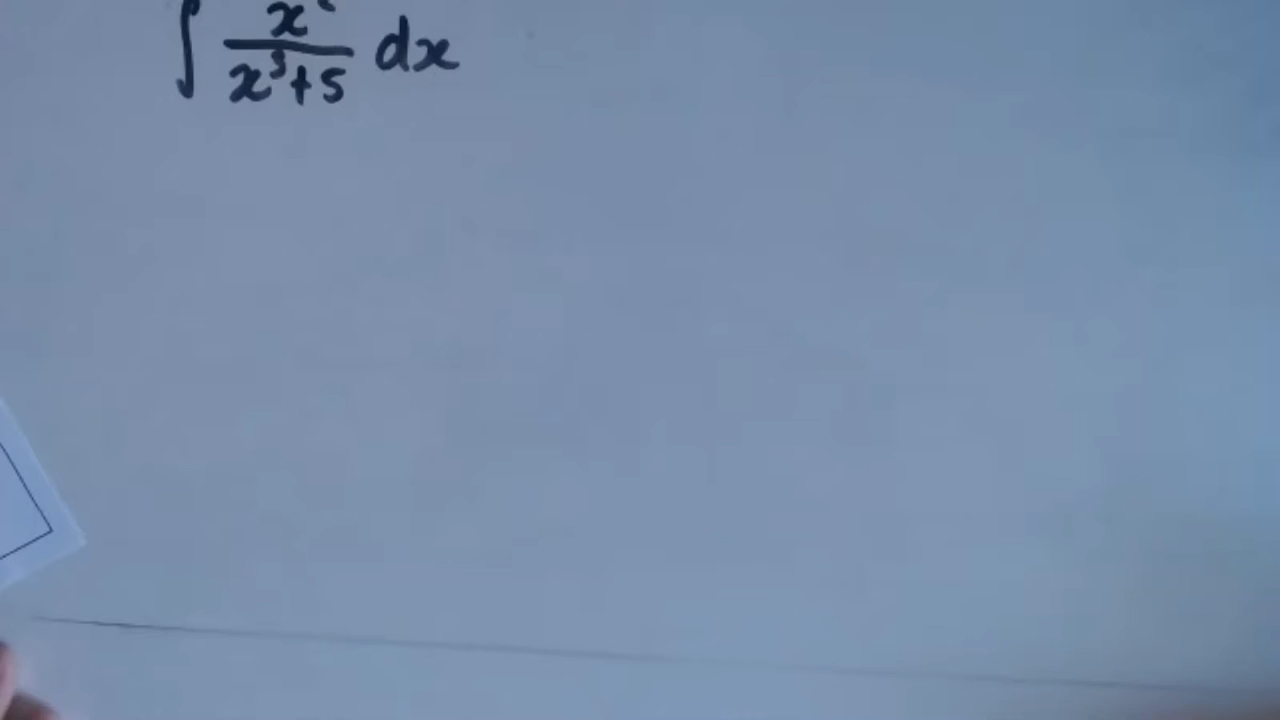 ∫ x²/(x³+5) dx